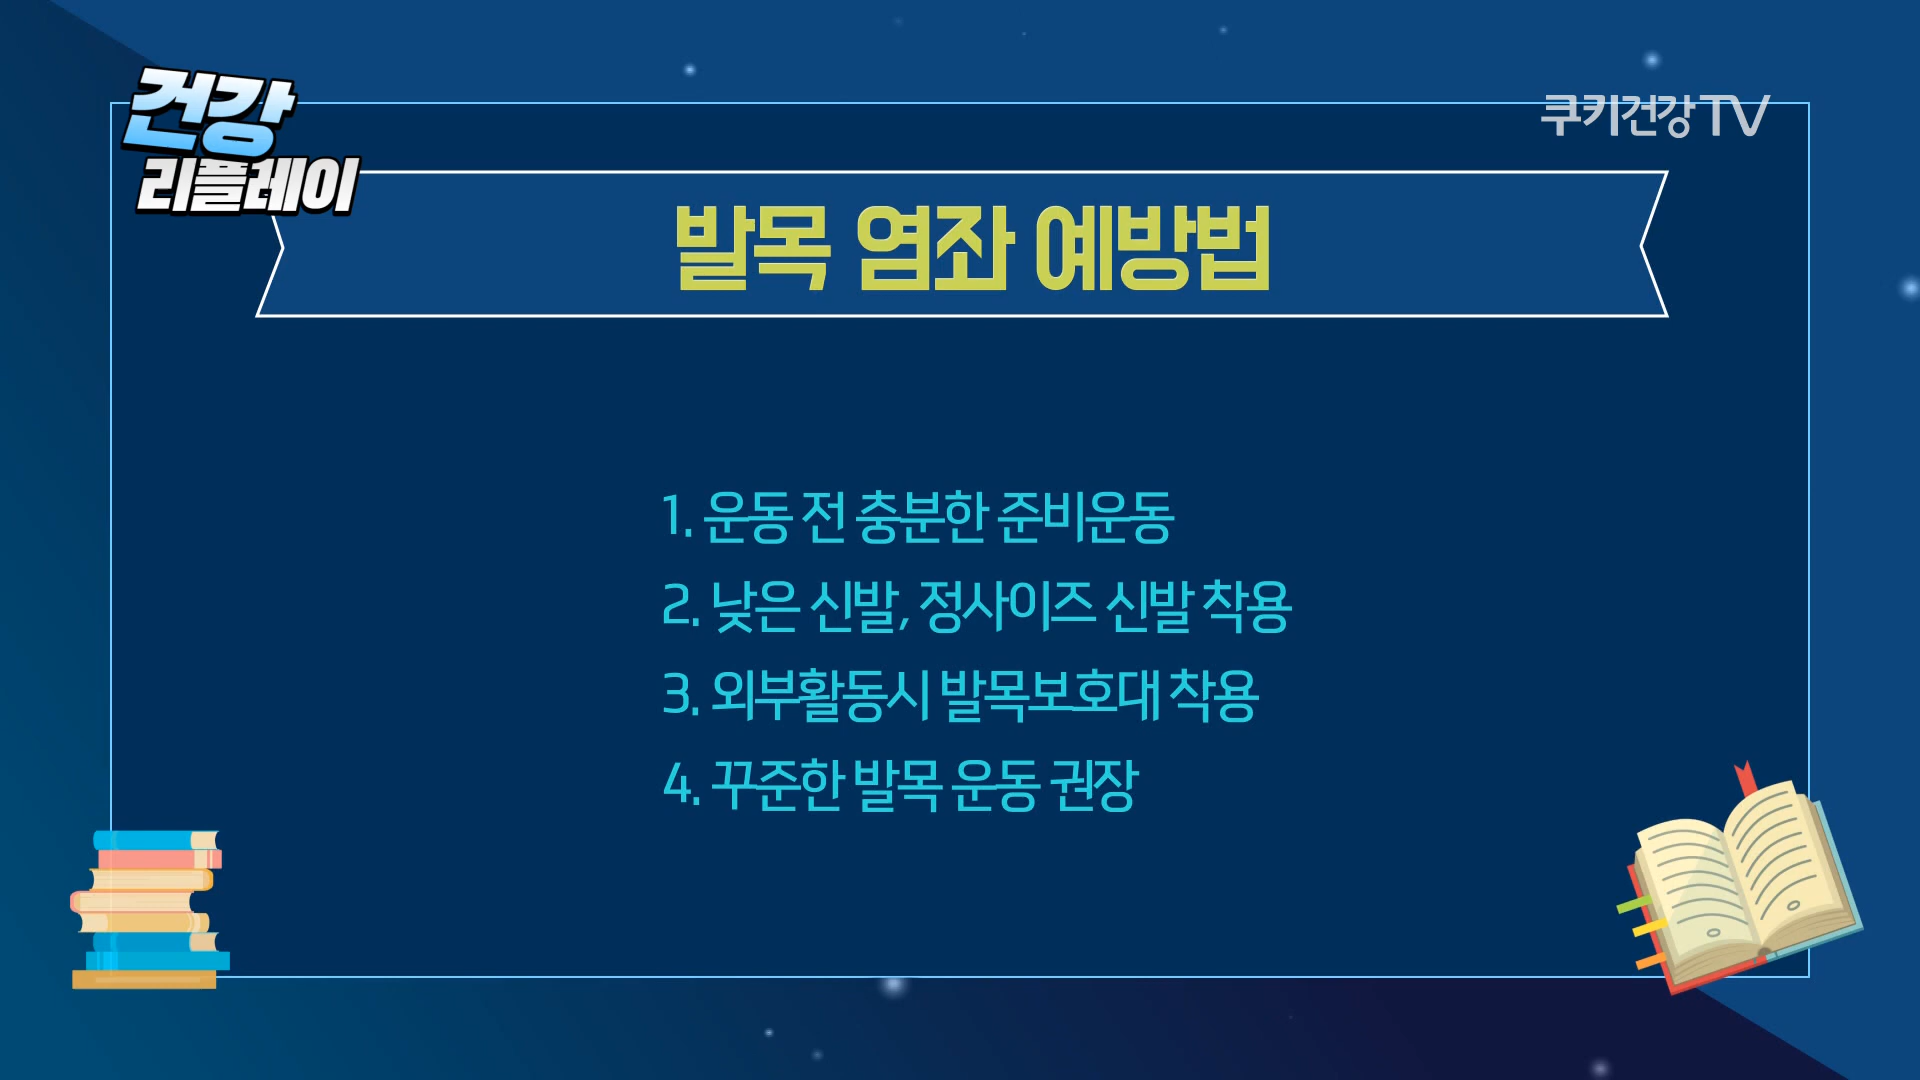 건강
리플레이
쿠키건강TV
발목 염좌 예방법
1. 운동 전 충분한 준비운동
2. 낮은 신발, 정사이즈 신발 착용
3. 외부활동시 발목보호대 착용
4. 꾸준한 발목 운동 권장